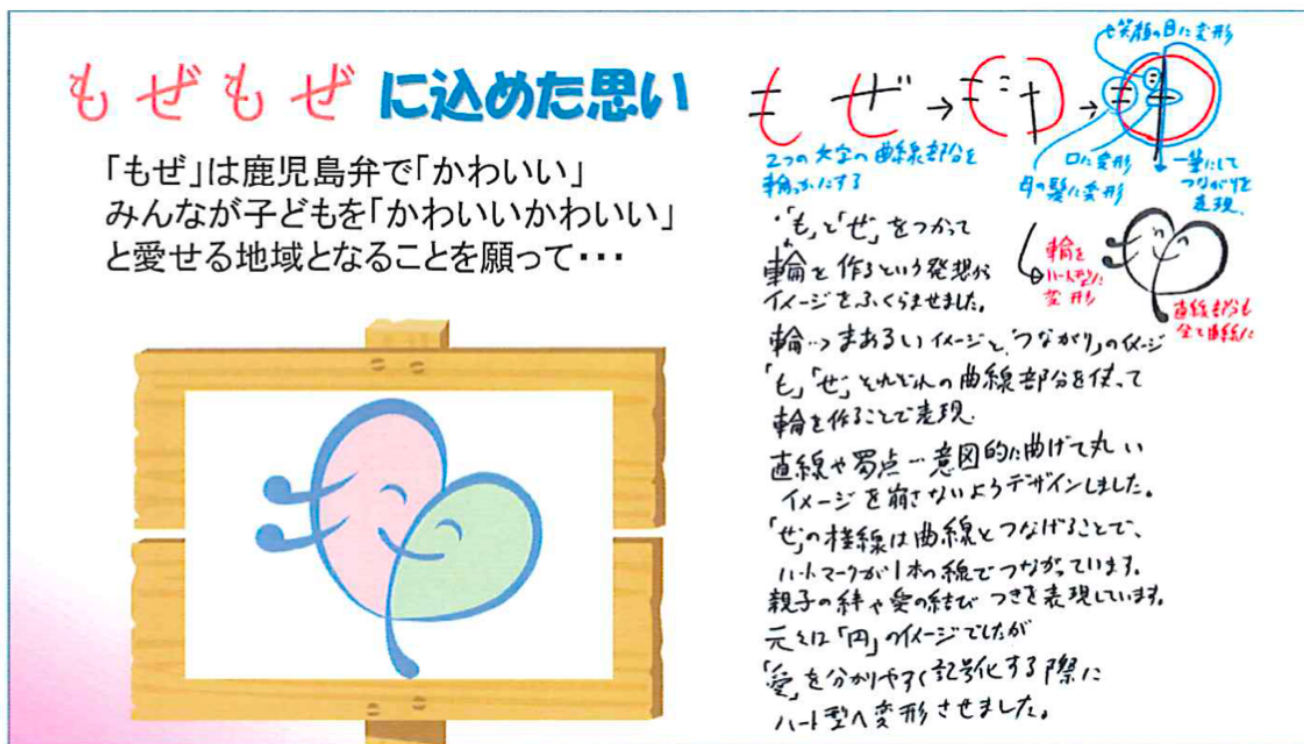 もぜもぜ に込めた思い
「もぜ」は鹿児島弁で「かわいい」
みんなが子どもを「かわいいかわいい」
と愛せる地域となることを願って・・・
もぜ
2つの文字の曲線部分を
輪っかにする
笑顔の目に変形
口に変形
母の髪に変形
一筆にして
つながりを
表現.
輪を
ハート型に
変形
直線部分も
全て曲線に
・「も」と「ぜ」をつかって
輪を作るという発想から
わ
イメージをふくらませました。
輪…>まあるいイメージと、「つながり」のイメージ
「も」「ぜ」それぞれの曲線部分を使って
輪を作ることで表現.
直線や濁点…意図的に曲げて丸い
イメージを崩さないようデザインしました。
「ぜ」の線は曲線とつなげることで、
ハートマークが1本の線でつながっています。
親子の絆や愛の結びつきを表現しています。
元々は「円」のイメージでしたが
「愛」を分かりやすく記号化する際に
ハート型へ変形させました。